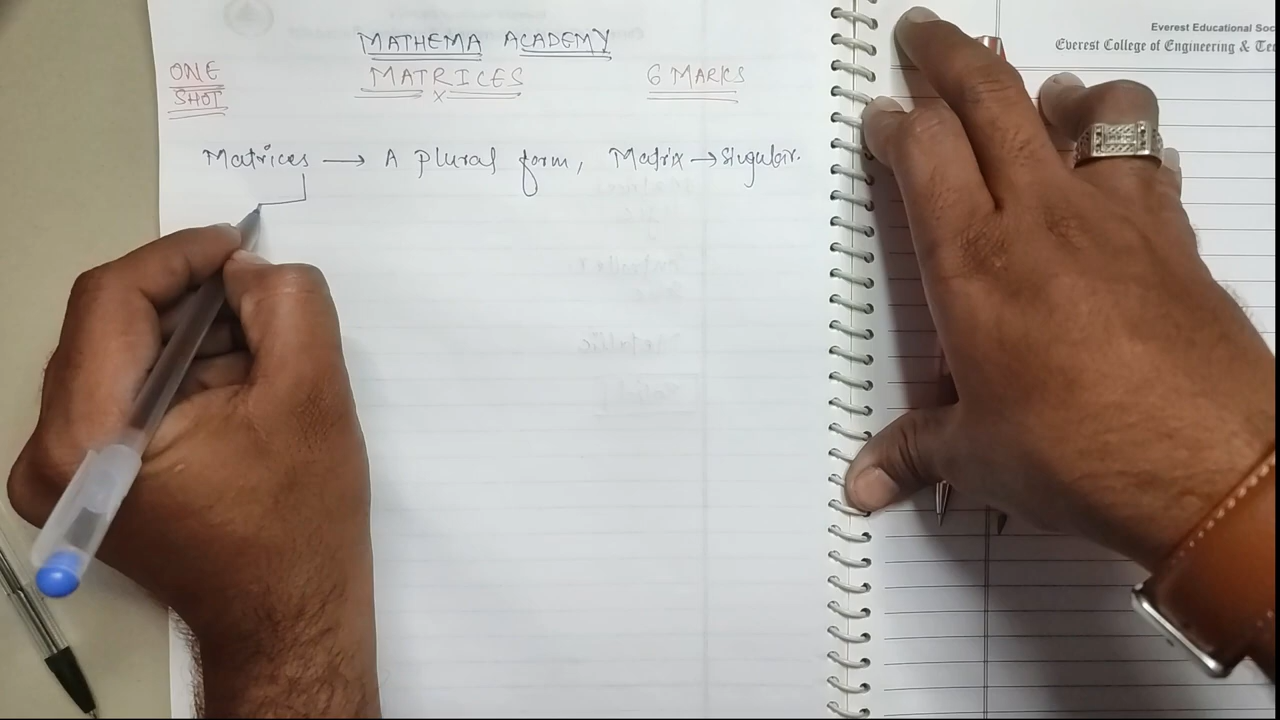 MATHEMA ACADEMY
ONE SHOT
MATRICES
6 MARKS
Matrices → A plural form, Matrix → Singular.
Everest Educational Soc
Everest College of Engineering & Tec